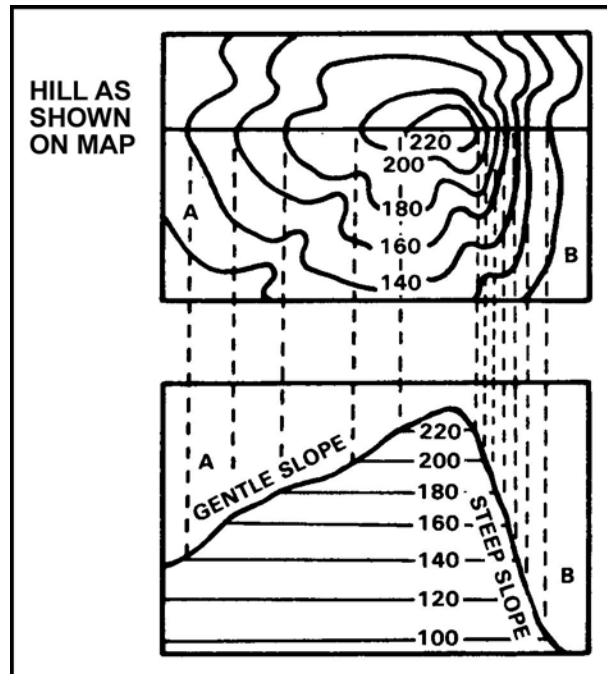 HILL AS
SHOWN
ON MAP
220
200
180
160
140
A
B
A
GENTLE SLOPE
220
200
180
160
140
120
100
STEEP SLOPE
B